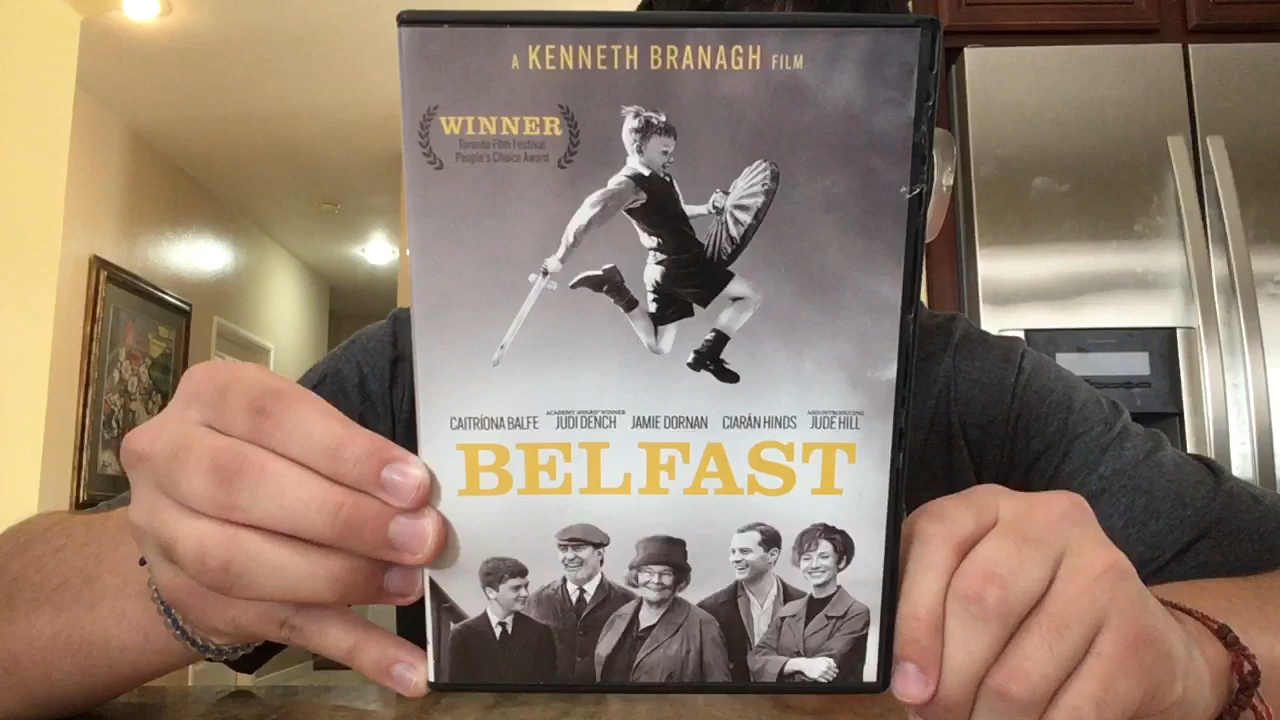 A KENNETH BRANAGH FILM
WINNER
Toronto Film Festival
People's Choice Award
CAITRÍONA BALFE ACADEMY AWARD® WINNER JUDI DENCH JAMIE DORNAN CIARÁN HINDS AND INTRODUCING JUDE HILL
BELFAST